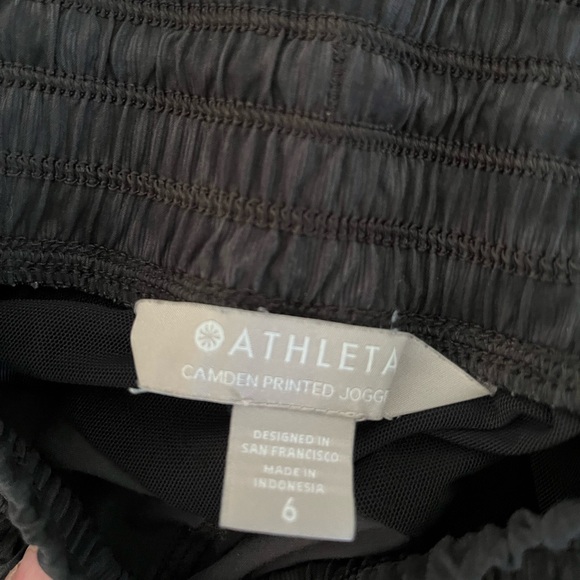 ATHLETA
CAMDEN PRINTED JOGG
DESIGNED IN
SAN FRANCISCO
MADE IN
INDONESIA
6